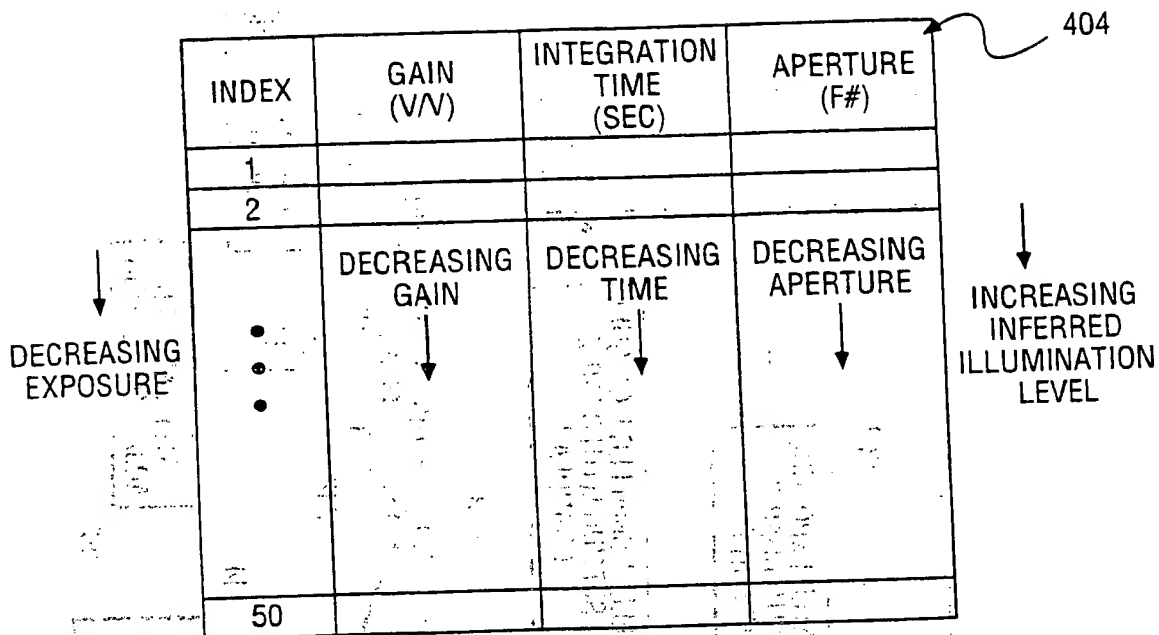 404
INDEX
GAIN
(V/V)
INTEGRATION
TIME
(SEC)
APERTURE
(F#)
1
2
DECREASING
EXPOSURE
DECREASING
GAIN
DECREASING
TIME
DECREASING
APERTURE
INCREASING
INFERRED
ILLUMINATION
LEVEL
50